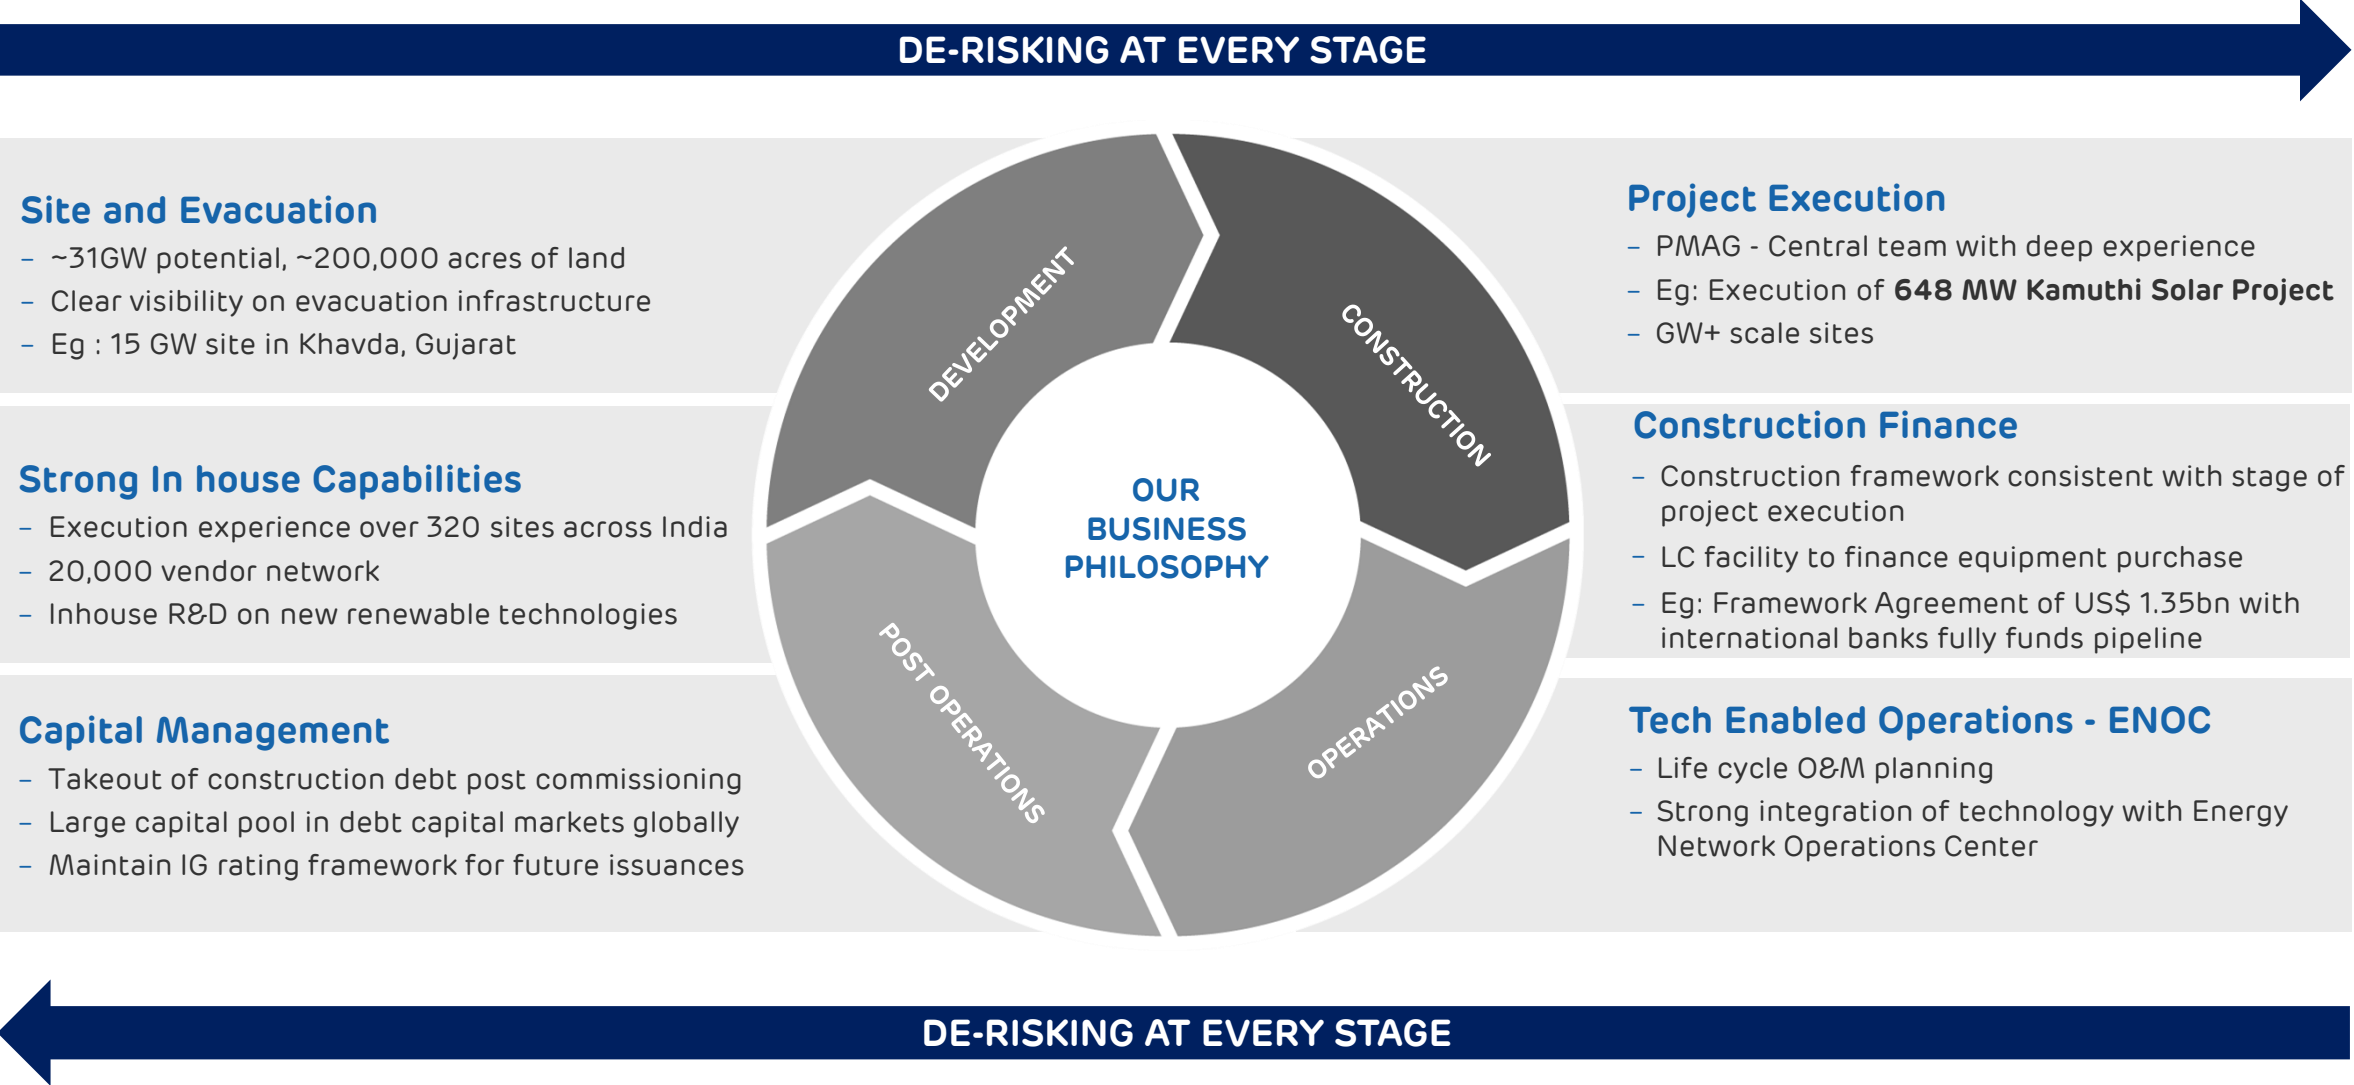 DE-RISKING AT EVERY STAGE
Site and Evacuation
– ~31GW potential, ~200,000 acres of land
– Clear visibility on evacuation infrastructure
– Eg : 15 GW site in Khavda, Gujarat
Strong In house Capabilities
– Execution experience over 320 sites across India
– 20,000 vendor network
– Inhouse R&D on new renewable technologies
Capital Management
– Takeout of construction debt post commissioning
– Large capital pool in debt capital markets globally
– Maintain IG rating framework for future issuances
DEVELOPMENT
CONSTRUCTION
OUR
BUSINESS
PHILOSOPHY
POST OPERATIONS
OPERATIONS
Project Execution
– PMAG - Central team with deep experience
– Eg: Execution of 648 MW Kamuthi Solar Project
– GW+ scale sites
Construction Finance
– Construction framework consistent with stage of
project execution
– LC facility to finance equipment purchase
– Eg: Framework Agreement of US$ 1.35bn with
international banks fully funds pipeline
Tech Enabled Operations - ENOC
– Life cycle O&M planning
– Strong integration of technology with Energy
Network Operations Center
DE-RISKING AT EVERY STAGE